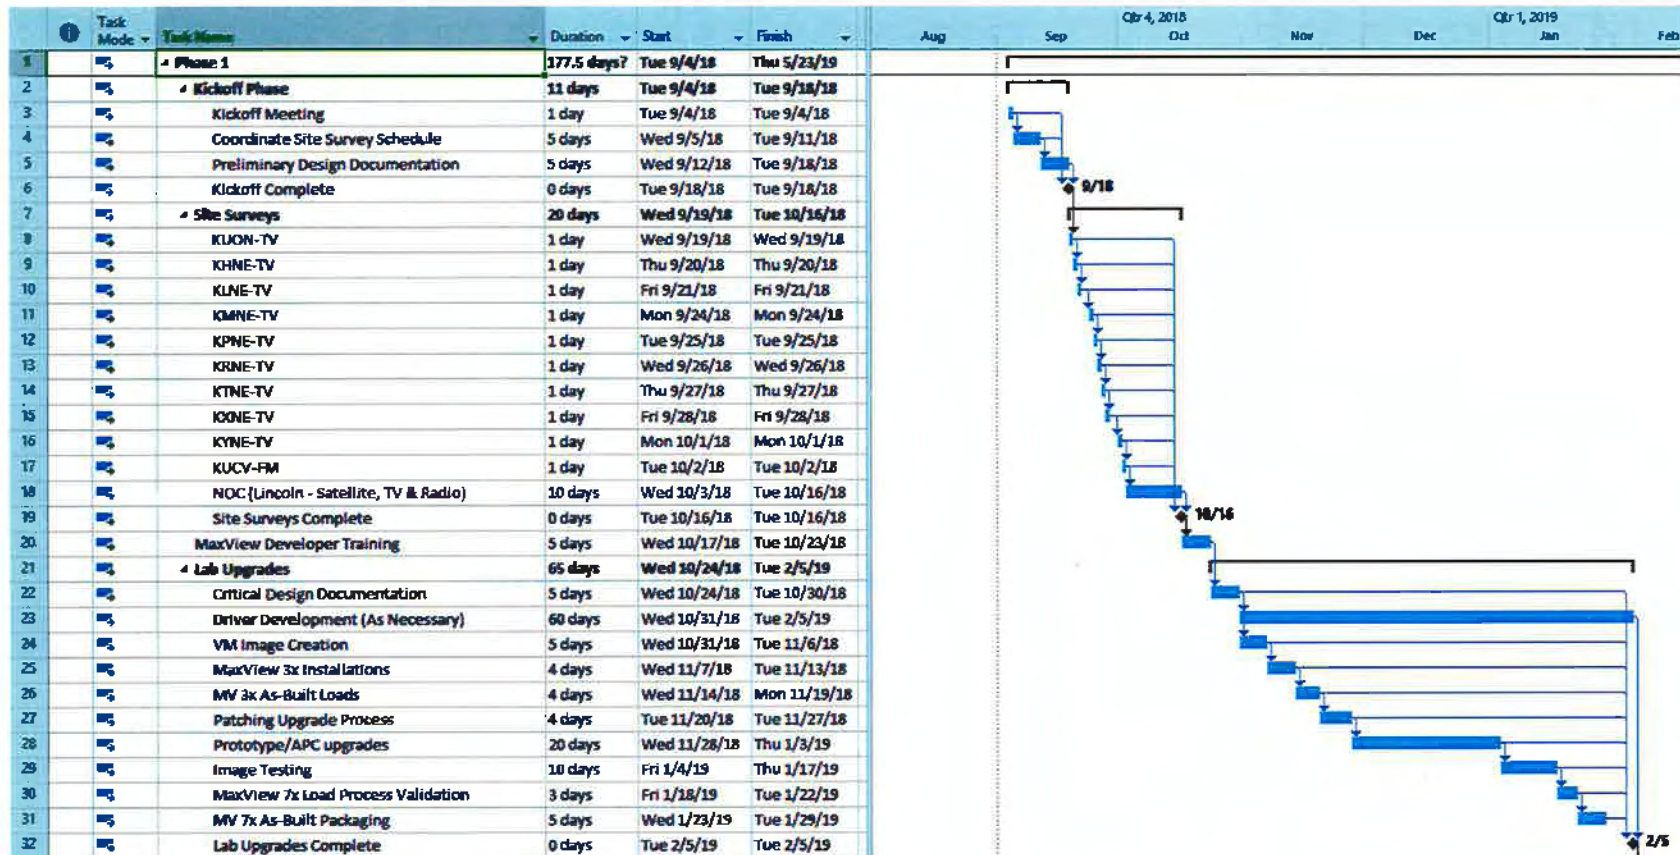 Qtr 4, 2018 Qtr 1, 2019
Task Mode Task Name Duration Start Finish Aug Sep Oct Nov Dec Jan Feb
1 Phase 1 177.5 days? Tue 9/4/18 Thu 5/23/19
2 Kickoff Phase 11 days Tue 9/4/18 Tue 9/18/18
3 Kickoff Meeting 1 day Tue 9/4/18 Tue 9/4/18
4 Coordinate Site Survey Schedule 5 days Wed 9/5/18 Tue 9/11/18
5 Preliminary Design Documentation 5 days Wed 9/12/18 Tue 9/18/18
6 Kickoff Complete 0 days Tue 9/18/18 Tue 9/18/18 9/18
7 Site Surveys 20 days Wed 9/19/18 Tue 10/16/18
8 KUON-TV 1 day Wed 9/19/18 Wed 9/19/18
9 KHNE-TV 1 day Thu 9/20/18 Thu 9/20/18
10 KLNE-TV 1 day Fri 9/21/18 Fri 9/21/18
11 KMNE-TV 1 day Mon 9/24/18 Mon 9/24/18
12 KPNE-TV 1 day Tue 9/25/18 Tue 9/25/18
13 KRNE-TV 1 day Wed 9/26/18 Wed 9/26/18
14 KTNE-TV 1 day Thu 9/27/18 Thu 9/27/18
15 KXNE-TV 1 day Fri 9/28/18 Fri 9/28/18
16 KYNE-TV 1 day Mon 10/1/18 Mon 10/1/18
17 KUCV-FM 1 day Tue 10/2/18 Tue 10/2/18
18 NOC (Lincoln - Satellite, TV & Radio) 10 days Wed 10/3/18 Tue 10/16/18
19 Site Surveys Complete 0 days Tue 10/16/18 Tue 10/16/18 10/16
20 MaxView Developer Training 5 days Wed 10/17/18 Tue 10/23/18
21 Lab Upgrades 65 days Wed 10/24/18 Tue 2/5/19
22 Critical Design Documentation 5 days Wed 10/24/18 Tue 10/30/18
23 Driver Development (As Necessary) 60 days Wed 10/31/18 Tue 2/5/19
24 VM Image Creation 5 days Wed 10/31/18 Tue 11/6/18
25 MaxView 3x Installations 4 days Wed 11/7/18 Tue 11/13/18
26 MV 3x As-Built Loads 4 days Wed 11/14/18 Mon 11/19/18
27 Patching Upgrade Process 4 days Tue 11/20/18 Tue 11/27/18
28 Prototype/APC upgrades 20 days Wed 11/28/18 Thu 1/3/19
29 Image Testing 10 days Fri 1/4/19 Thu 1/17/19
30 MaxView 7x Load Process Validation 3 days Fri 1/18/19 Tue 1/22/19
31 MV 7x As-Built Packaging 5 days Wed 1/23/19 Tue 1/29/19
32 Lab Upgrades Complete 0 days Tue 2/5/19 Tue 2/5/19 2/5